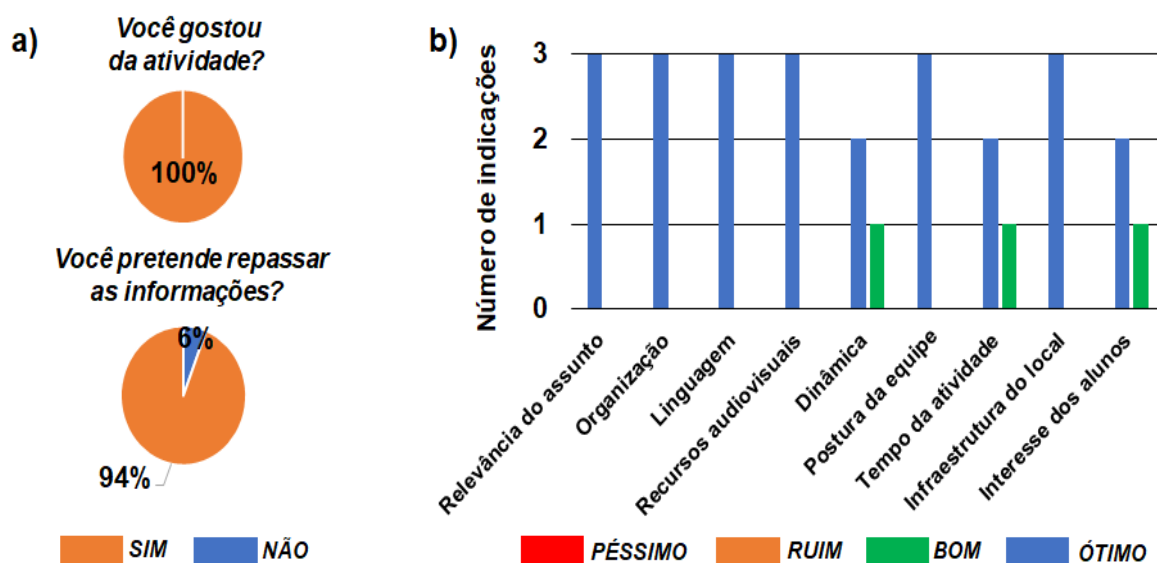 a)
Você gostou
da atividade?
100%
Você pretende repassar
as informações?
6%
94%
SIM NÃO
b)
Número de indicações
3
2
1
0
Relevância do assunto
Organização
Linguagem
Recursos audiovisuais
Dinâmica
Postura da equipe
Tempo da atividade
Infraestrutura do local
Interesse dos alunos
PÉSSIMO RUIM BOM ÓTIMO